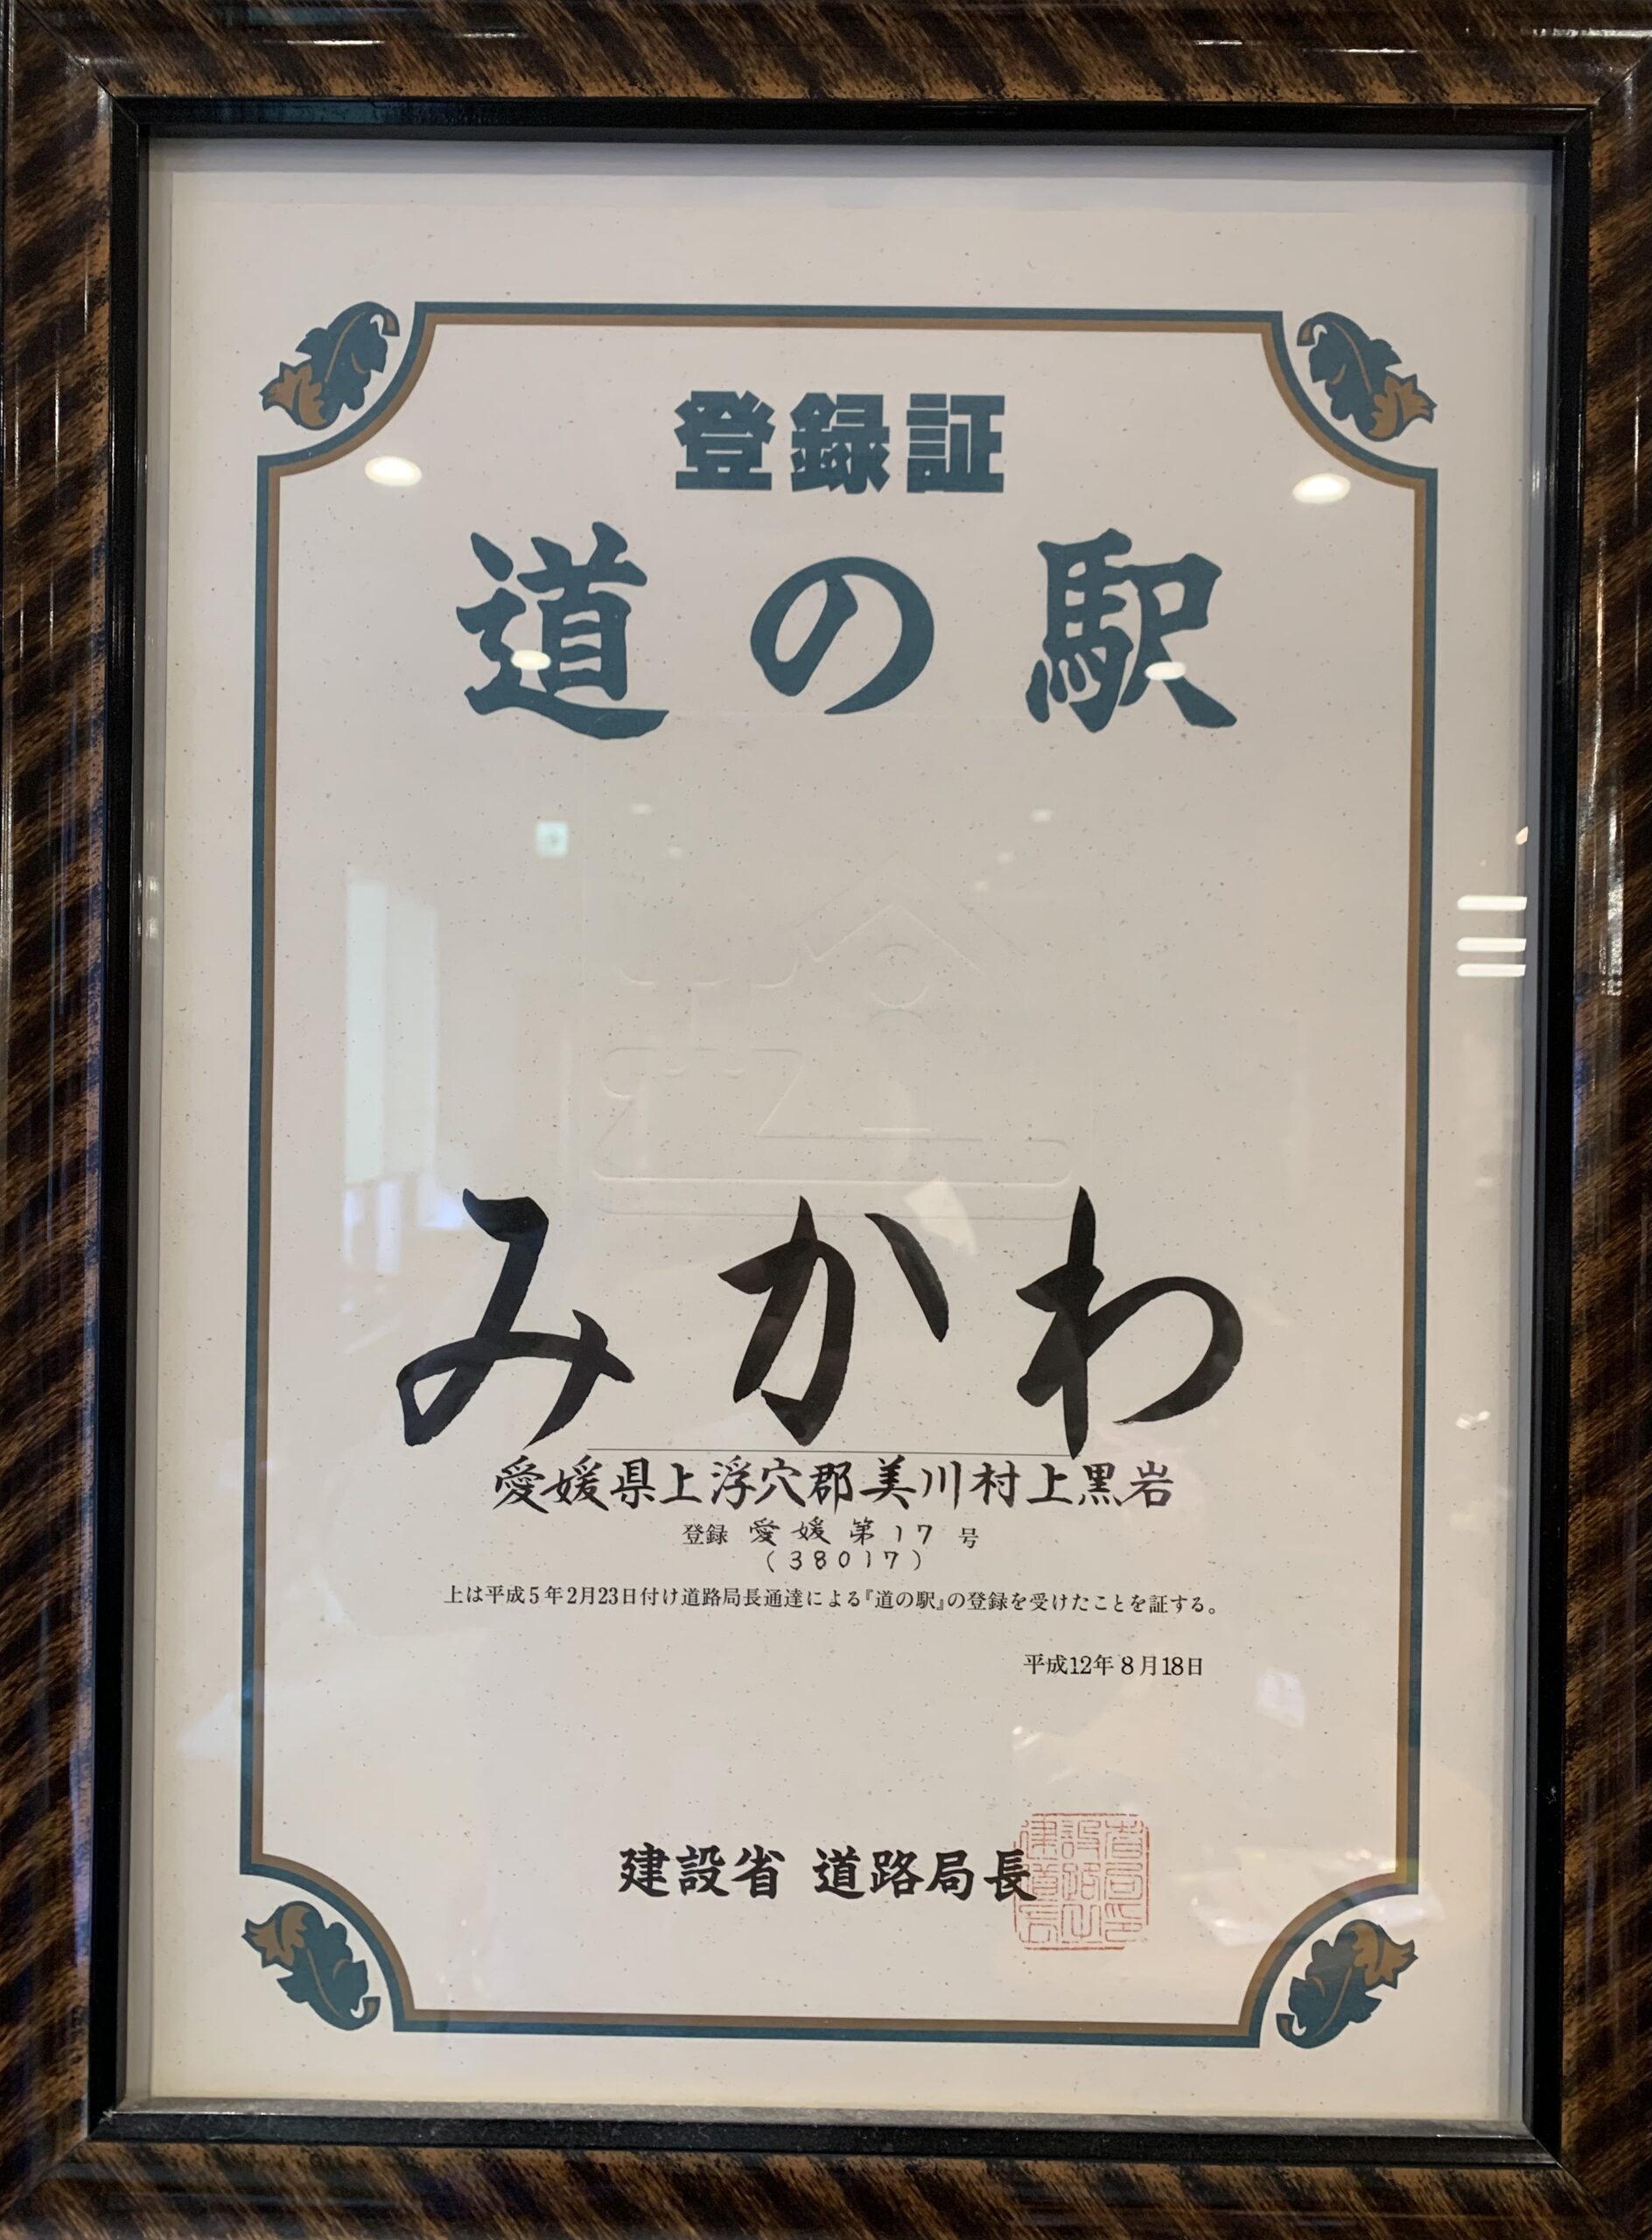 登録証
道の駅
みかわ
愛媛県上浮穴郡美川村上黒岩
登録 愛媛第17号
(38017)
上は平成5年2月23日付け道路局長通達による『道の駅』の登録を受けたことを証する。
平成12年8月18日
建設省 道路局長